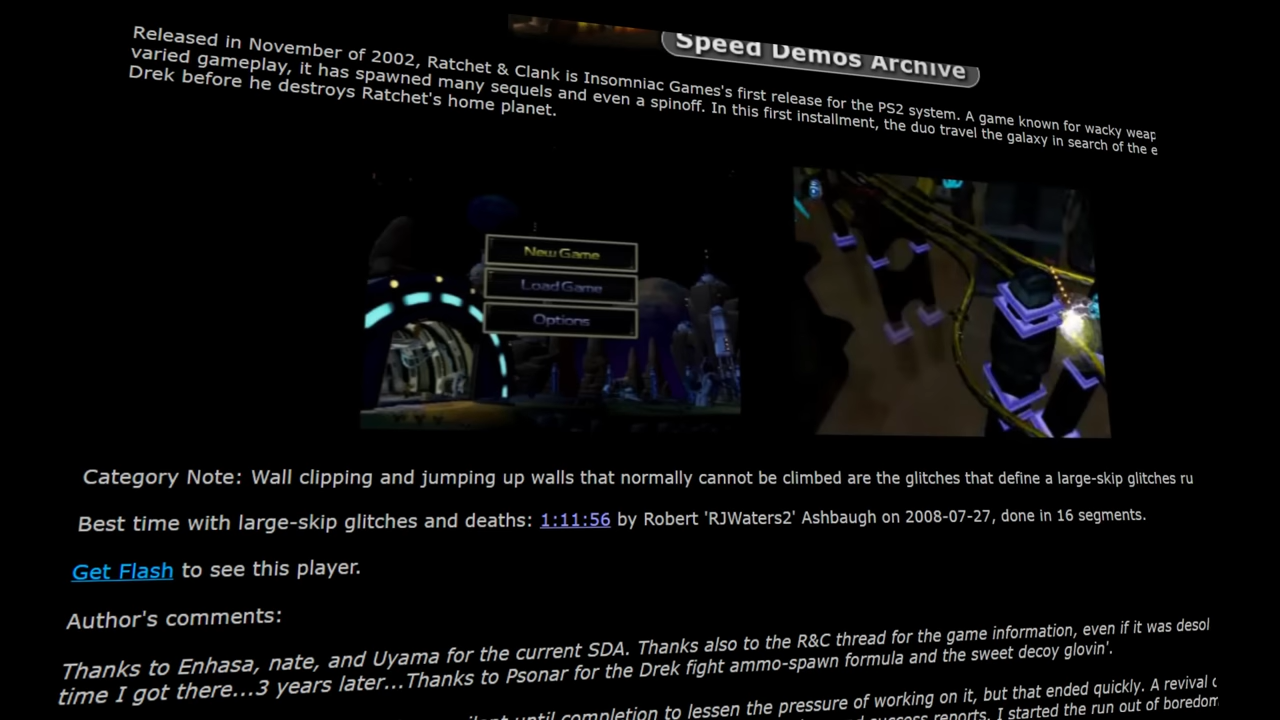 Speed Demos Archive
Released in November of 2002, Ratchet & Clank is Insomniac Games's first release for the PS2 system. A game known for wacky
varied gameplay, it has spawned many sequels and even a spinoff. In this first installment, the duo travel the galaxy in search of the
Drek before he destroys Ratchet's home planet.
New Game
Load Game
Options
Category Note: Wall clipping and jumping up walls that normally cannot be climbed are the glitches that define a large-skip glitches
Best time with large-skip glitches and deaths: 1:11:56 by Robert 'RJWaters2' Ashbaugh on 2008-07-27, done in 16 segments.
Get Flash to see this player.
Author's comments:
Thanks to Enhasa, nate, and Uyama for the current SDA. Thanks also to the R&C thread for the game information, even if it was
time I got there...3 years later...Thanks to Psonar for the Drek fight ammo-spawn formula and the sweet decoy glovin'.
until completion to lessen the pressure of working on it, but that ended quickly. A revival
success reports. I started the run out of boredom